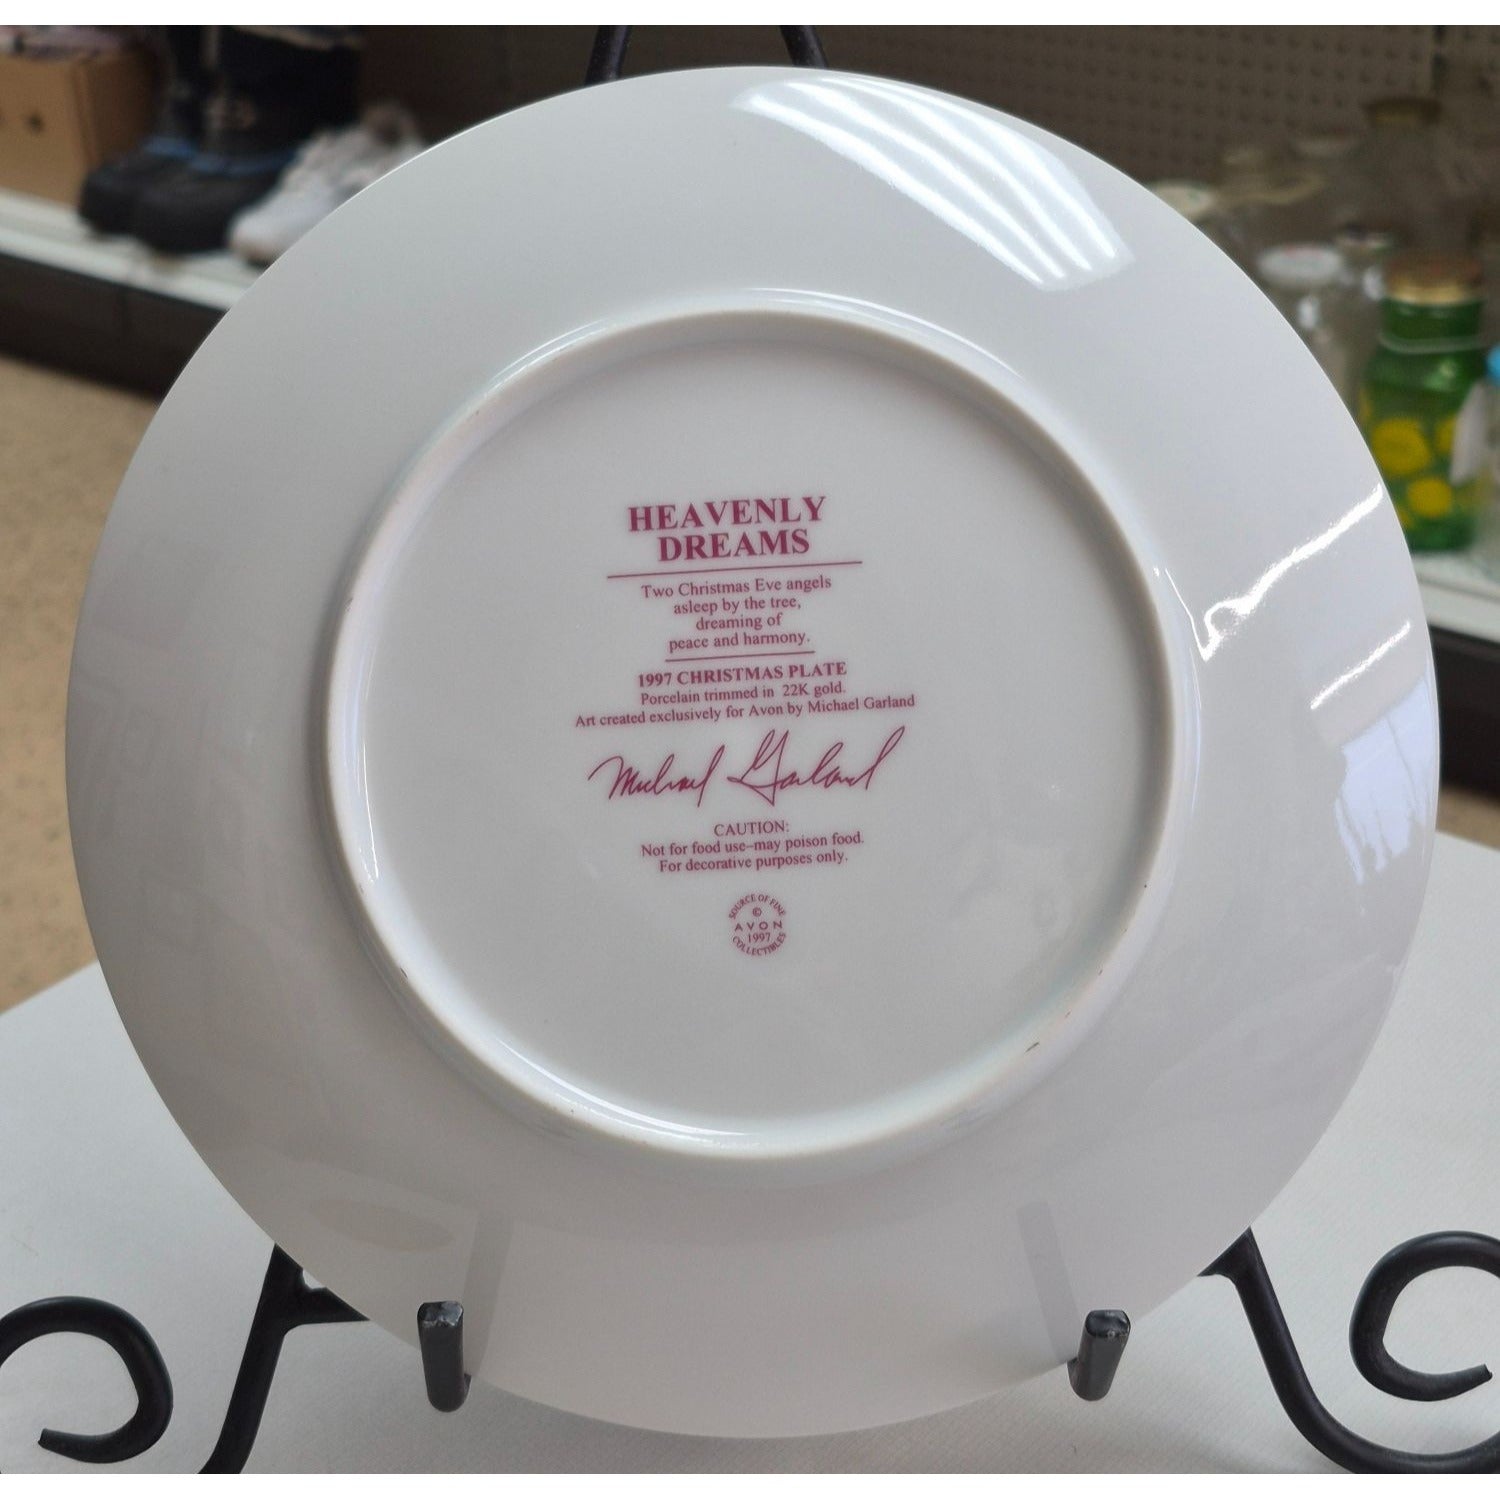 HEAVENLY
DREAMS
Two Christmas Eve angels
asleep by the tree,
dreaming of
peace and harmony.
1997 CHRISTMAS PLATE
Porcelain trimmed in 22K gold.
Art created exclusively for Avon by Michael Garland
Michael Garland
CAUTION:
Not for food use–may poison food.
For decorative purposes only.
SOURCE OF FINE
©
AVON
1997
COLLECTIBLES